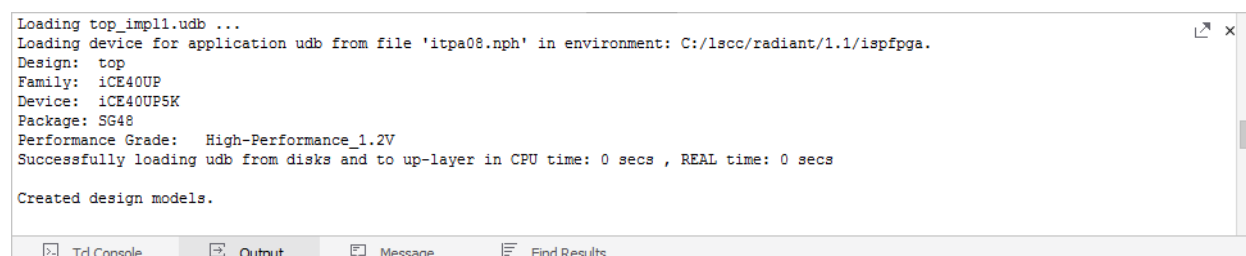 Loading top_impl1.udb ...
Loading device for application udb from file 'itpa08.nph' in environment: C:/lscc/radiant/1.1/ispfpga.
Design:  top
Family:  iCE40UP
Device:  iCE40UP5K
Package: SG48
Performance Grade:   High-Performance_1.2V
Successfully loading udb from disks and to up-layer in CPU time: 0 secs , REAL time: 0 secs
Created design models.
Tcl Console Output Message Find Results